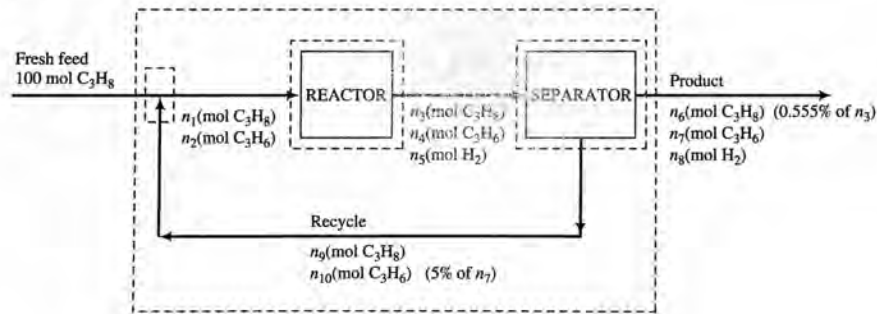 Fresh feed
100 mol C₃H₈
REACTOR
SEPARATOR
Product
n₁(mol C₃H₈)
n₂(mol C₃H₆)
n₃(mol C₃H₈)
n₄(mol C₃H₆)
n₅(mol H₂)
n₆(mol C₃H₈) (0.555% of n₃)
n₇(mol C₃H₆)
n₈(mol H₂)
Recycle
n₉(mol C₃H₈)
n₁₀(mol C₃H₆) (5% of n₇)